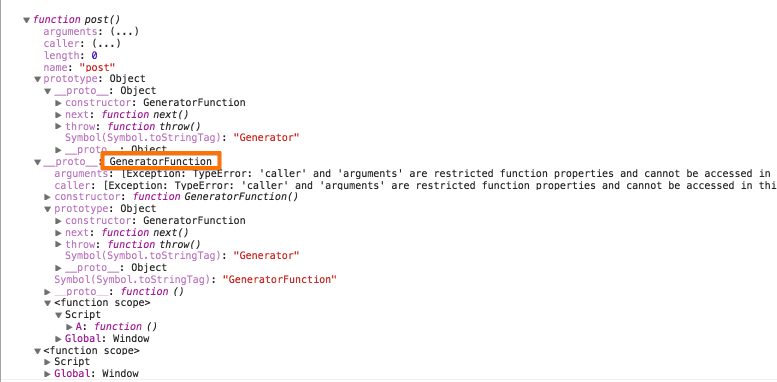 function post()
arguments: (...)
caller: (...)
length: 0
name: "post"
prototype: Object
__proto__: Object
constructor: GeneratorFunction
next: function next()
throw: function throw()
Symbol(Symbol.toStringTag): "Generator"
__proto__: Object
__proto__: GeneratorFunction
arguments: [Exception: TypeError: 'caller' and 'arguments' are restricted function properties and cannot be accessed in
caller: [Exception: TypeError: 'caller' and 'arguments' are restricted function properties and cannot be accessed in thi
constructor: function GeneratorFunction()
prototype: Object
constructor: GeneratorFunction
next: function next()
throw: function throw()
Symbol(Symbol.toStringTag): "Generator"
__proto__: Object
Symbol(Symbol.toStringTag): "GeneratorFunction"
__proto__: function ()
<function scope>
Script
A: function ()
Global: Window
<function scope>
Script
Global: Window